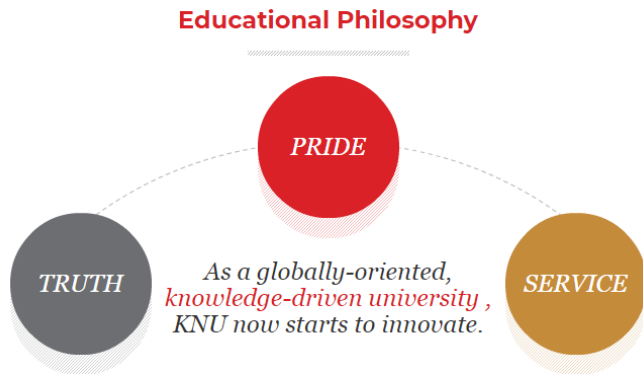 Educational Philosophy
PRIDE
TRUTH
As a globally-oriented,
knowledge-driven university ,
KNU now starts to innovate.
SERVICE